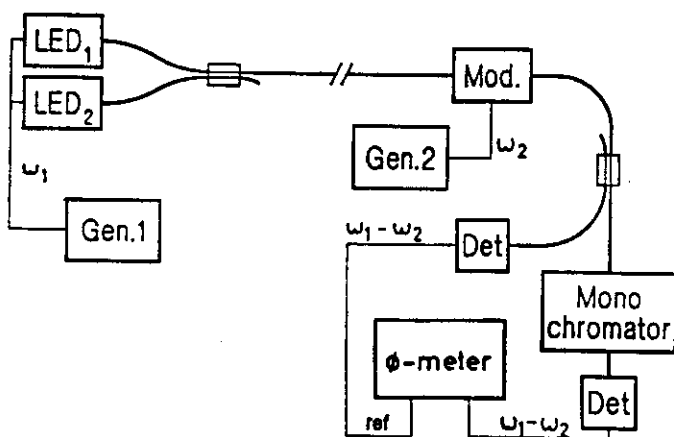 LED₁
LED₂
ω₁
Gen.1
Mod.
Gen.2
ω₂
ω₁-ω₂
Det
Mono
chromator
ϕ-meter
Det
ref
ω₁-ω₂